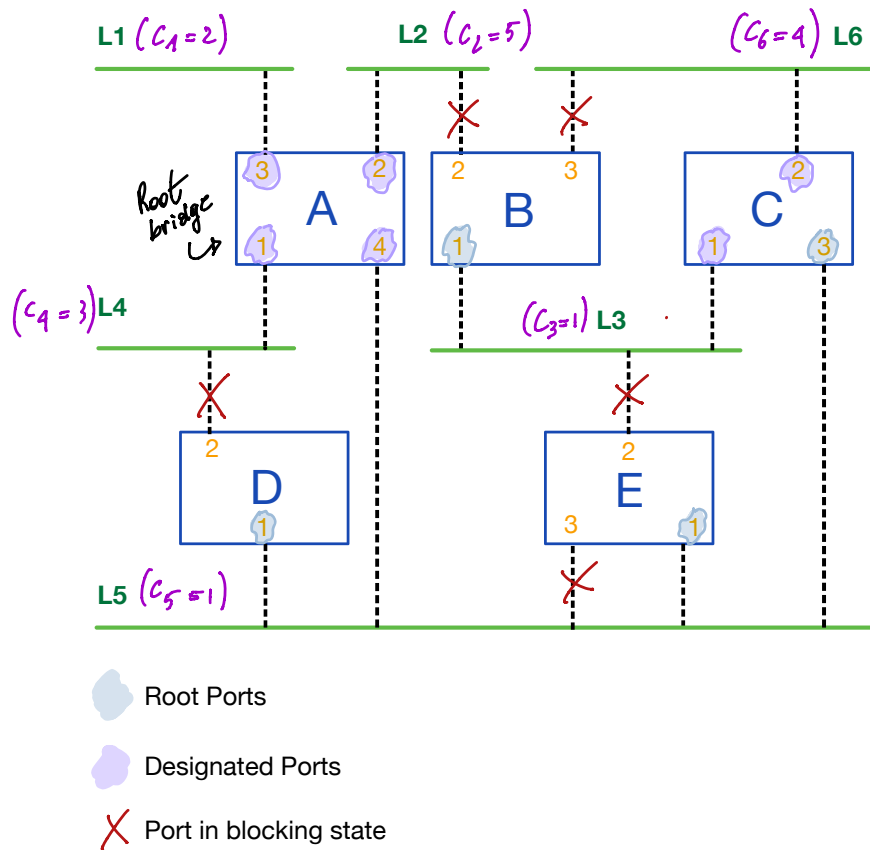 L1 (C₁=2)
L2 (C₂=5)
(C₆=4) L6
3 2
A
1 4
Root
bridge
2 3
B
1
2
C
1 3
(C₄=3) L4
(C₃=1) L3
2
D
1
2
E
3 1
L5 (C₅=1)
Root Ports
Designated Ports
Port in blocking state